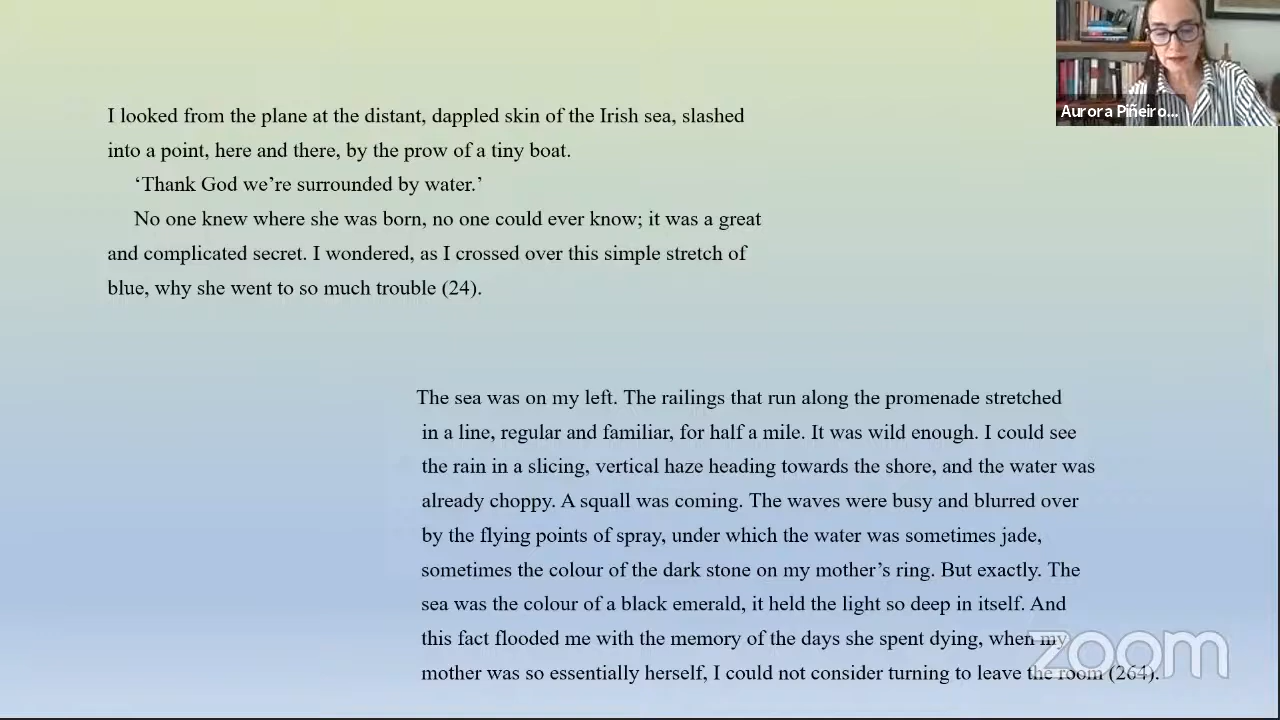 Aurora Piñeiro...
I looked from the plane at the distant, dappled skin of the Irish sea, slashed
into a point, here and there, by the prow of a tiny boat.
‘Thank God we’re surrounded by water.’
No one knew where she was born, no one could ever know; it was a great
and complicated secret. I wondered, as I crossed over this simple stretch of
blue, why she went to so much trouble (24).
The sea was on my left. The railings that run along the promenade stretched
in a line, regular and familiar, for half a mile. It was wild enough. I could see
the rain in a slicing, vertical haze heading towards the shore, and the water was
already choppy. A squall was coming. The waves were busy and blurred over
by the flying points of spray, under which the water was sometimes jade,
sometimes the colour of the dark stone on my mother’s ring. But exactly. The
sea was the colour of a black emerald, it held the light so deep in itself. And
this fact flooded me with the memory of the days she spent dying, when my
mother was so essentially herself, I could not consider turning to leave the room (264).
zoom